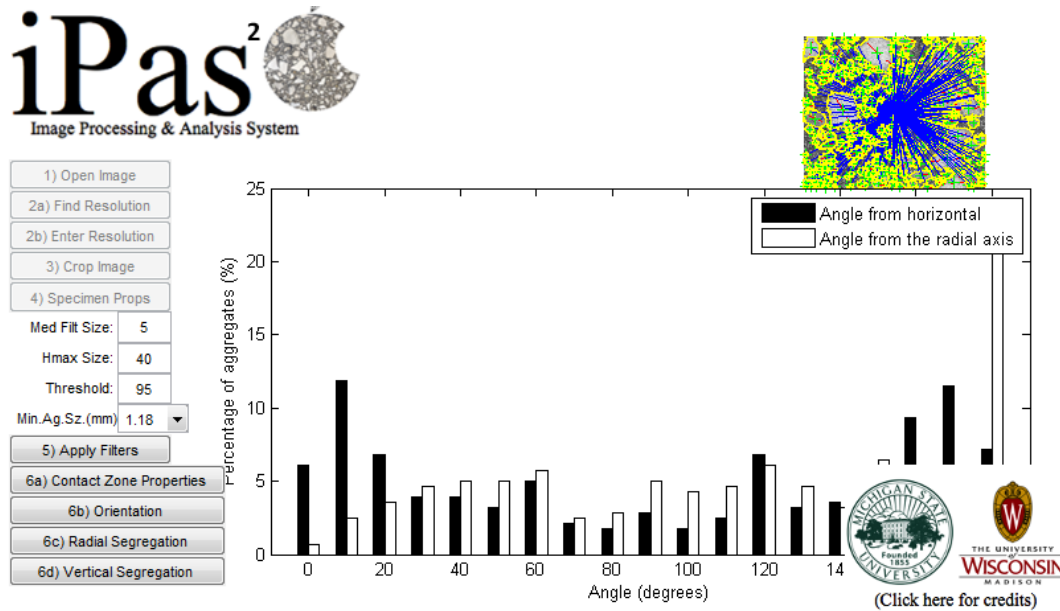 iPas²
Image Processing & Analysis System
1) Open Image
2a) Find Resolution
2b) Enter Resolution
3) Crop Image
4) Specimen Props
Med Filt Size: 5
Hmax Size: 40
Threshold: 95
Min.Ag.Sz.(mm) 1.18
5) Apply Filters
6a) Contact Zone Properties
6b) Orientation
6c) Radial Segregation
6d) Vertical Segregation
Percentage of aggregates (%)
25
20
15
10
5
0
Angle from horizontal
Angle from the radial axis
0 20 40 60 80 100 120 14
Angle (degrees)
MICHIGAN STATE UNIVERSITY
Founded
1855
W
THE UNIVERSITY
WISCONSIN
MADISON
(Click here for credits)